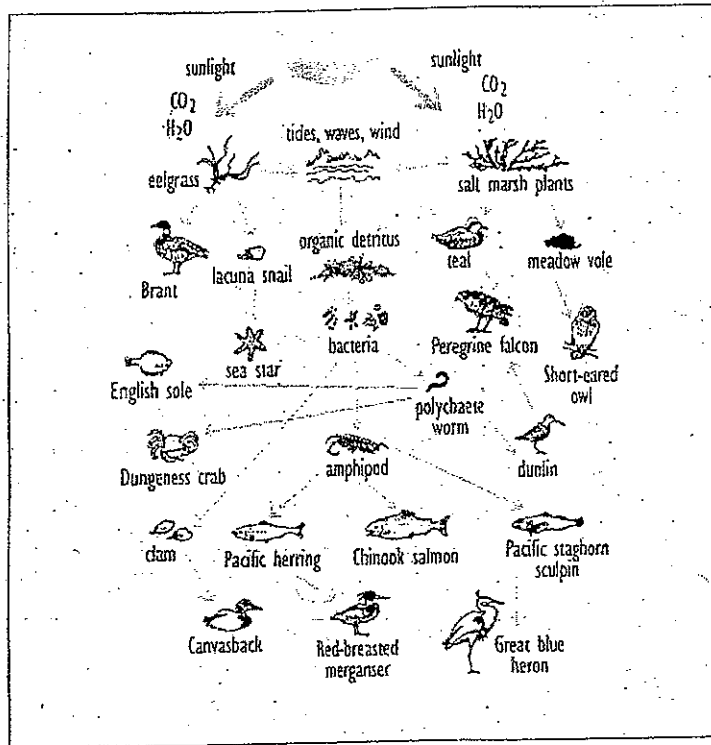 sunlight
sunlight
CO2
H2O
CO2
H2O
tides, waves, wind
eelgrass
salt marsh plants
organic detritus
teal
meadow vole
Brant
lacuna snail
bacteria
Peregrine falcon
sea star
Short-eared
owl
English sole
polychaete
worm
Dungeness crab
amphipod
dunlin
clam
Pacific herring
Chinook salmon
Pacific staghorn
sculpin
Canvasback
Red-breasted
merganser
Great blue
heron